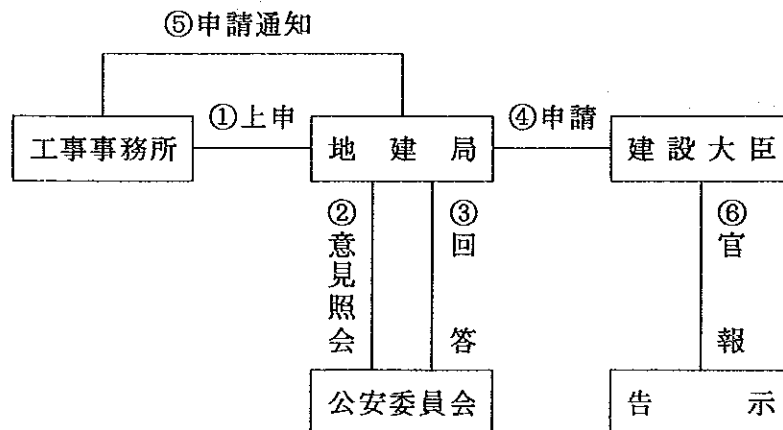 ⑤申請通知
①上申
④申請
工事事務所
地建局
建設大臣
②意見照会
③回答
⑥官報
公安委員会
告示